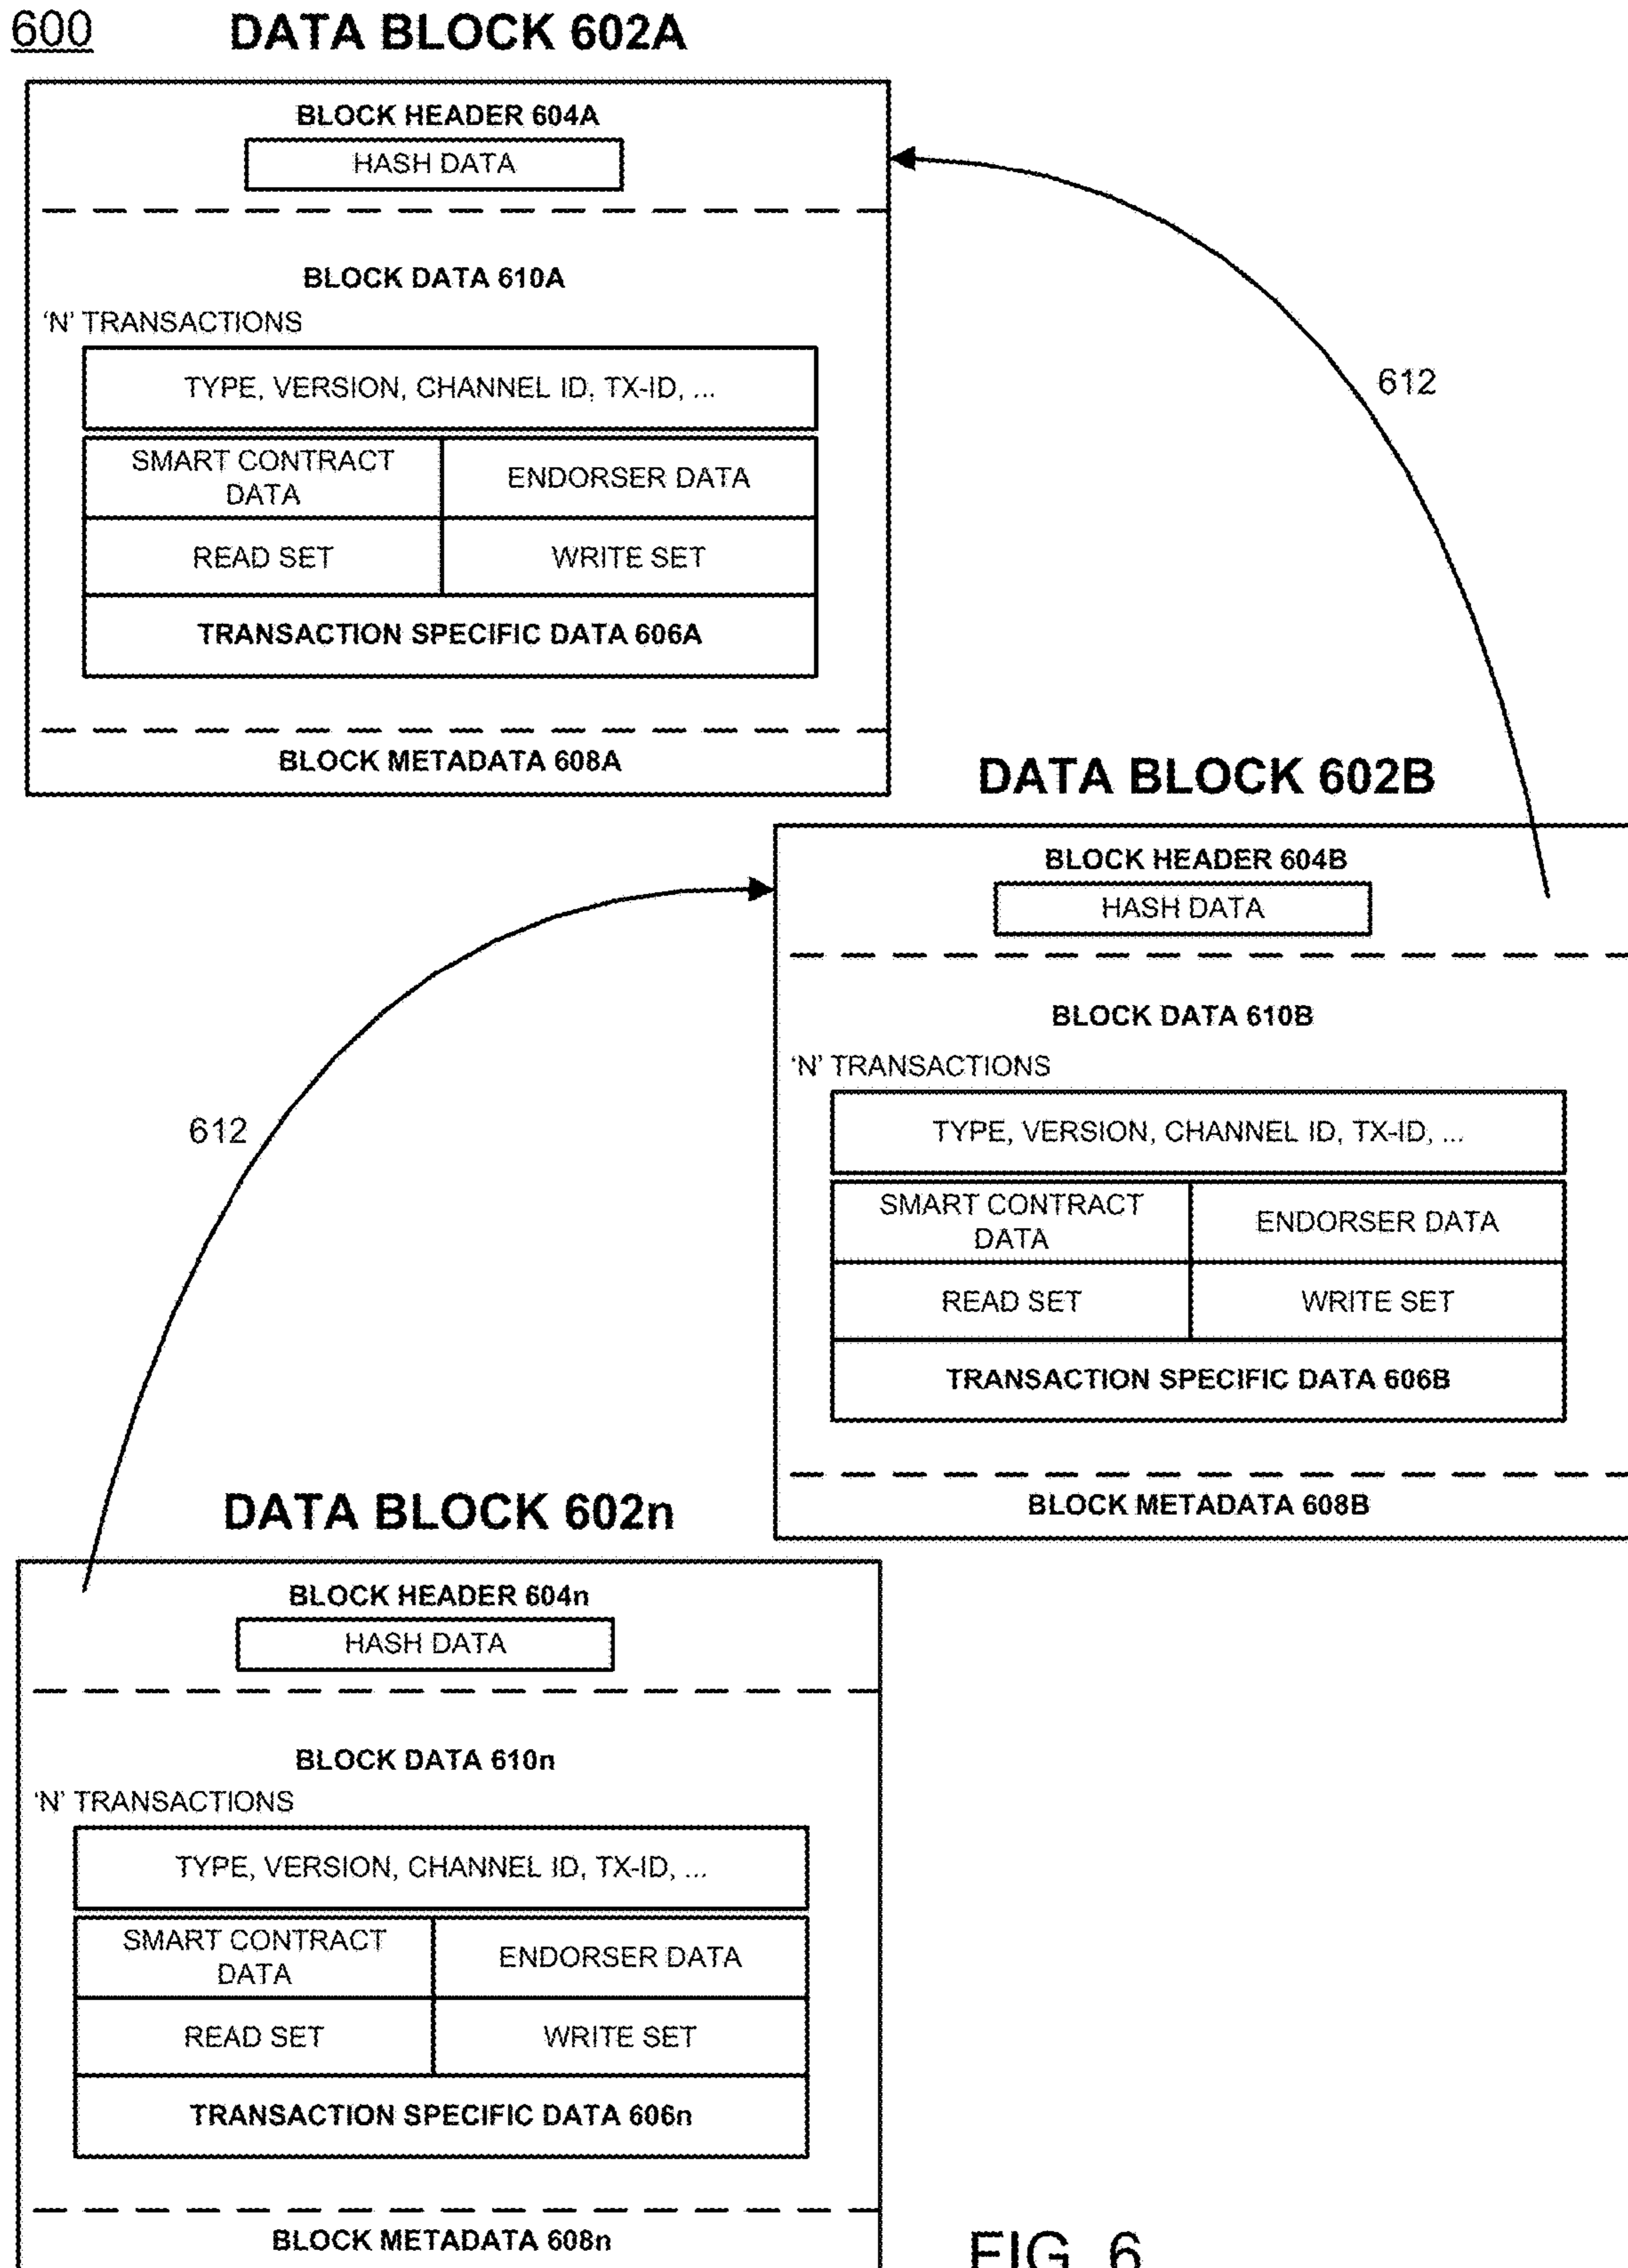 600
DATA BLOCK 602A
BLOCK HEADER 604A
HASH DATA
BLOCK DATA 610A
'N' TRANSACTIONS
TYPE, VERSION, CHANNEL ID, TX-ID, ...
SMART CONTRACT
DATA
ENDORSER DATA
READ SET
WRITE SET
TRANSACTION SPECIFIC DATA 606A
BLOCK METADATA 608A
612
DATA BLOCK 602B
BLOCK HEADER 604B
HASH DATA
BLOCK DATA 610B
'N' TRANSACTIONS
TYPE, VERSION, CHANNEL ID, TX-ID, ...
SMART CONTRACT
DATA
ENDORSER DATA
READ SET
WRITE SET
TRANSACTION SPECIFIC DATA 606B
BLOCK METADATA 608B
612
DATA BLOCK 602n
BLOCK HEADER 604n
HASH DATA
BLOCK DATA 610n
'N' TRANSACTIONS
TYPE, VERSION, CHANNEL ID, TX-ID, ...
SMART CONTRACT
DATA
ENDORSER DATA
READ SET
WRITE SET
TRANSACTION SPECIFIC DATA 606n
BLOCK METADATA 608n
FIG. 6